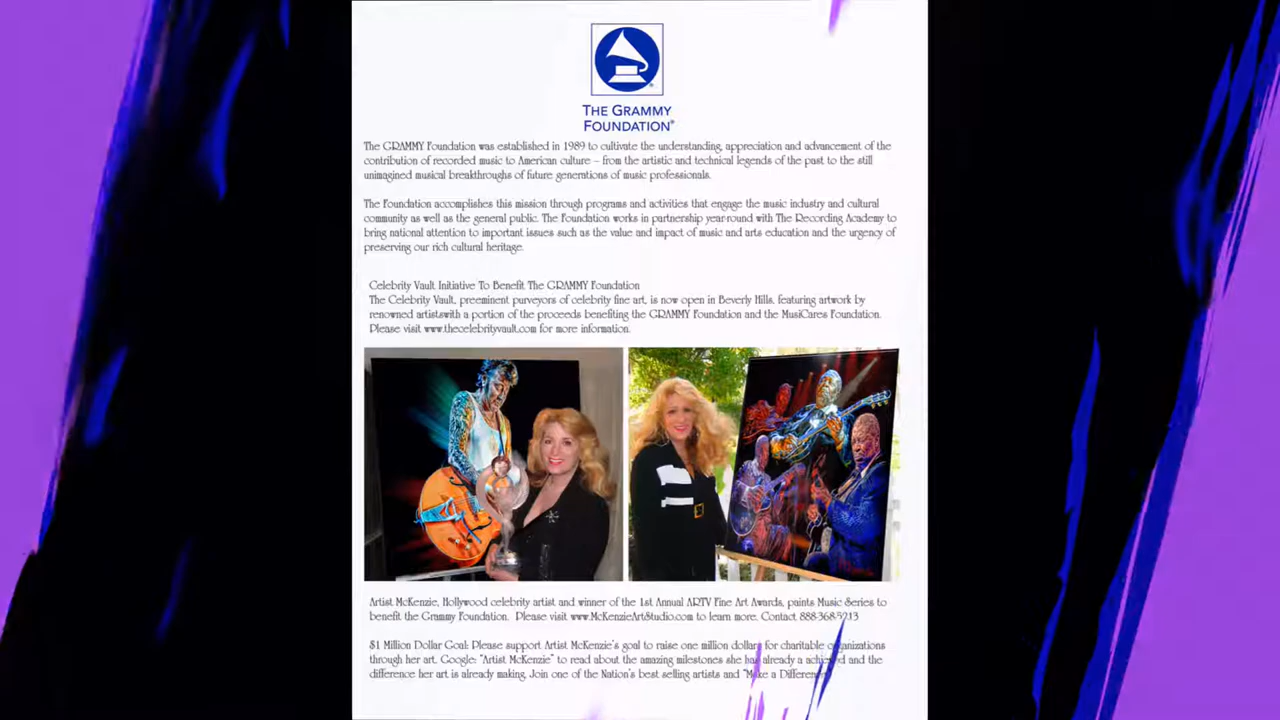 THE GRAMMY
FOUNDATION®
The GRAMMY Foundation was established in 1989 to cultivate the understanding, appreciation and advancement of the
contribution of recorded music to American culture – from the artistic and technical legends of the past to the still
unimagined musical breakthroughs of future generations of music professionals.
The Foundation accomplishes this mission through programs and activities that engage the music industry and cultural
community as well as the general public. The Foundation works in partnership year-round with The Recording Academy to
bring national attention to important issues such as the value and impact of music and arts education and the urgency of
preserving our rich cultural heritage.
Celebrity Vault Initiative To Benefit The GRAMMY Foundation
The Celebrity Vault, preeminent purveyors of celebrity fine art, is now open in Beverly Hills, featuring artwork by
renowned artistswith a portion of the proceeds benefiting the GRAMMY Foundation and the MusiCares Foundation.
Please visit www.thecelebrityvault.com for more information.
Artist McKenzie, Hollywood celebrity artist and winner of the 1st Annual ARTV Fine Art Awards, paints Music Series to
benefit the Grammy Foundation. Please visit www.McKenzieArtStudio.com to learn more. Contact 888-368-5213
$1 Million Dollar Goal: Please support Artist McKenzie's goal to raise one million dollars for charitable organizations
through her art. Google: "Artist McKenzie" to read about the amazing milestones she has already a achieved and the
difference her art is already making. Join one of the Nation's best selling artists and "Make a Difference